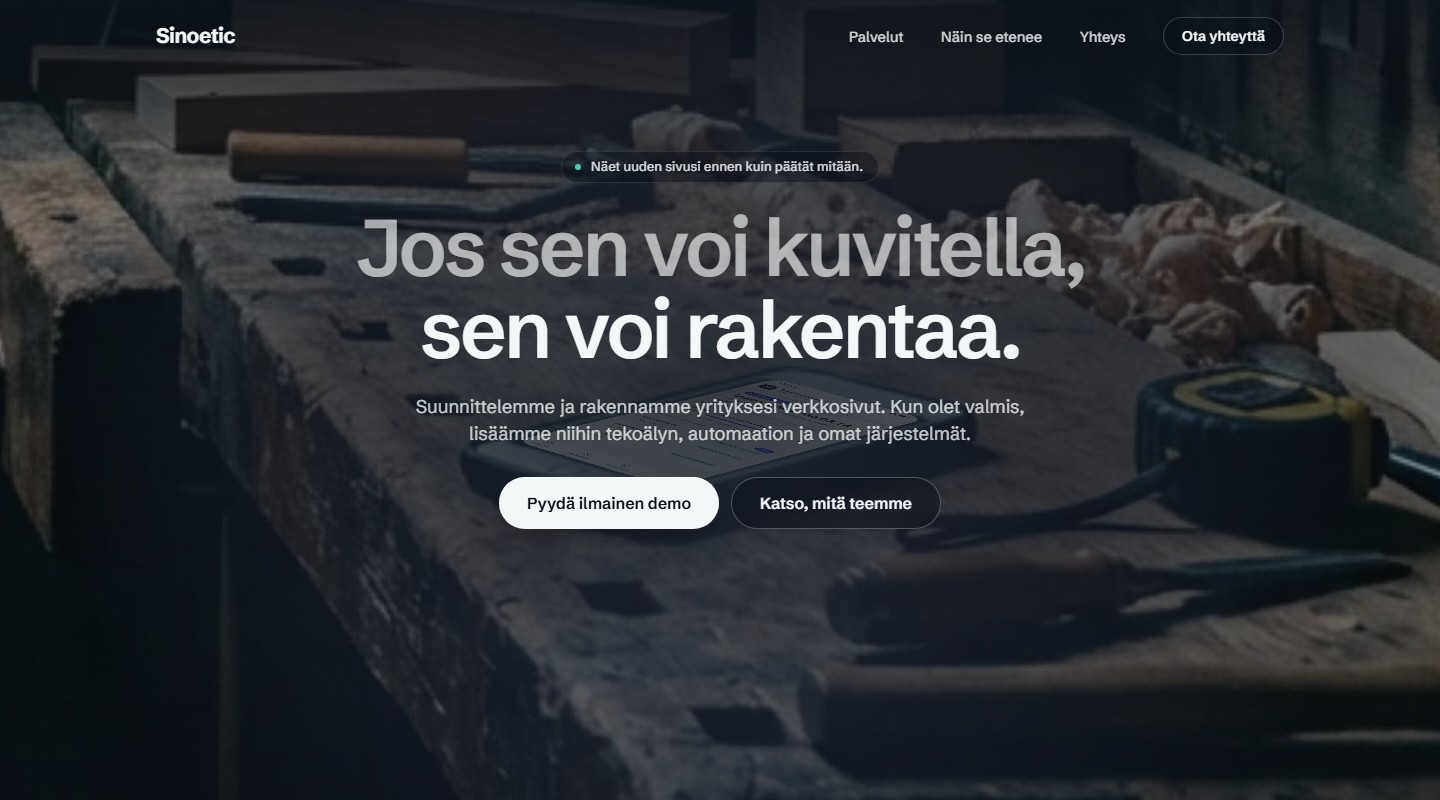 Sinoetic
Palvelut
Näin se etenee
Yhteys
Ota yhteyttä
Näet uuden sivusi ennen kuin päätät mitään.
Jos sen voi kuvitella,
sen voi rakentaa.
Suunnittelemme ja rakennamme yrityksesi verkkosivut. Kun olet valmis,
lisäämme niihin tekoälyn, automaation ja omat järjestelmät.
Pyydä ilmainen demo
Katso, mitä teemme